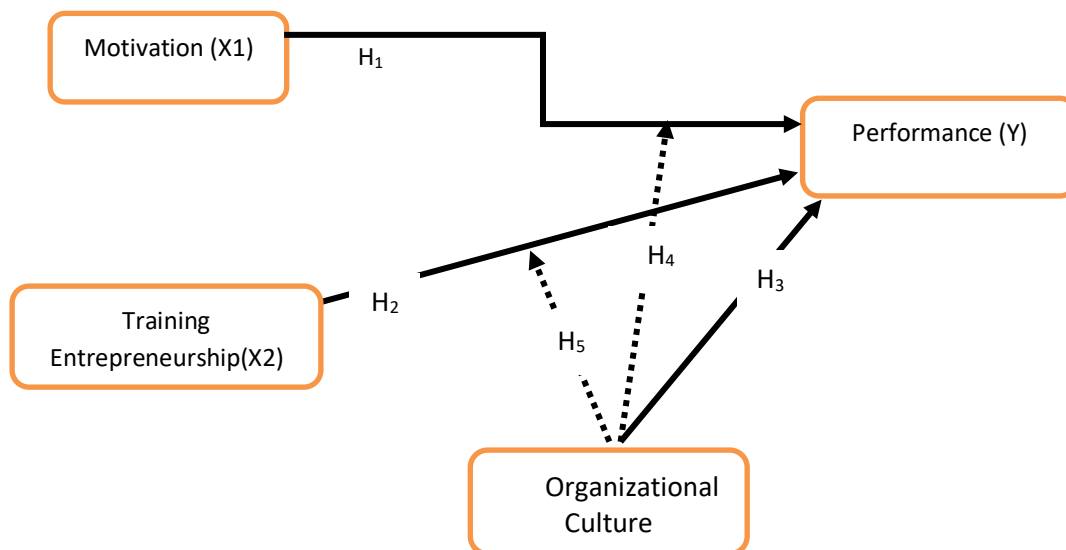 Motivation (X1)
H₁
Performance (Y)
H₄
H₃
H₂
Training
Entrepreneurship(X2)
H₅
Organizational
Culture